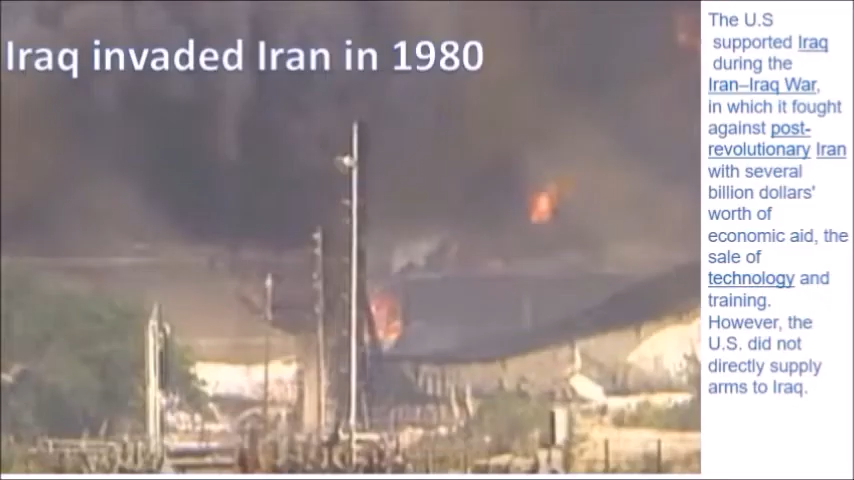 Iraq invaded Iran in 1980
The U.S
supported Iraq
during the
Iran–Iraq War,
in which it fought
against post-
revolutionary Iran
with several
billion dollars'
worth of
economic aid, the
sale of
technology and
training.
However, the
U.S. did not
directly supply
arms to Iraq.